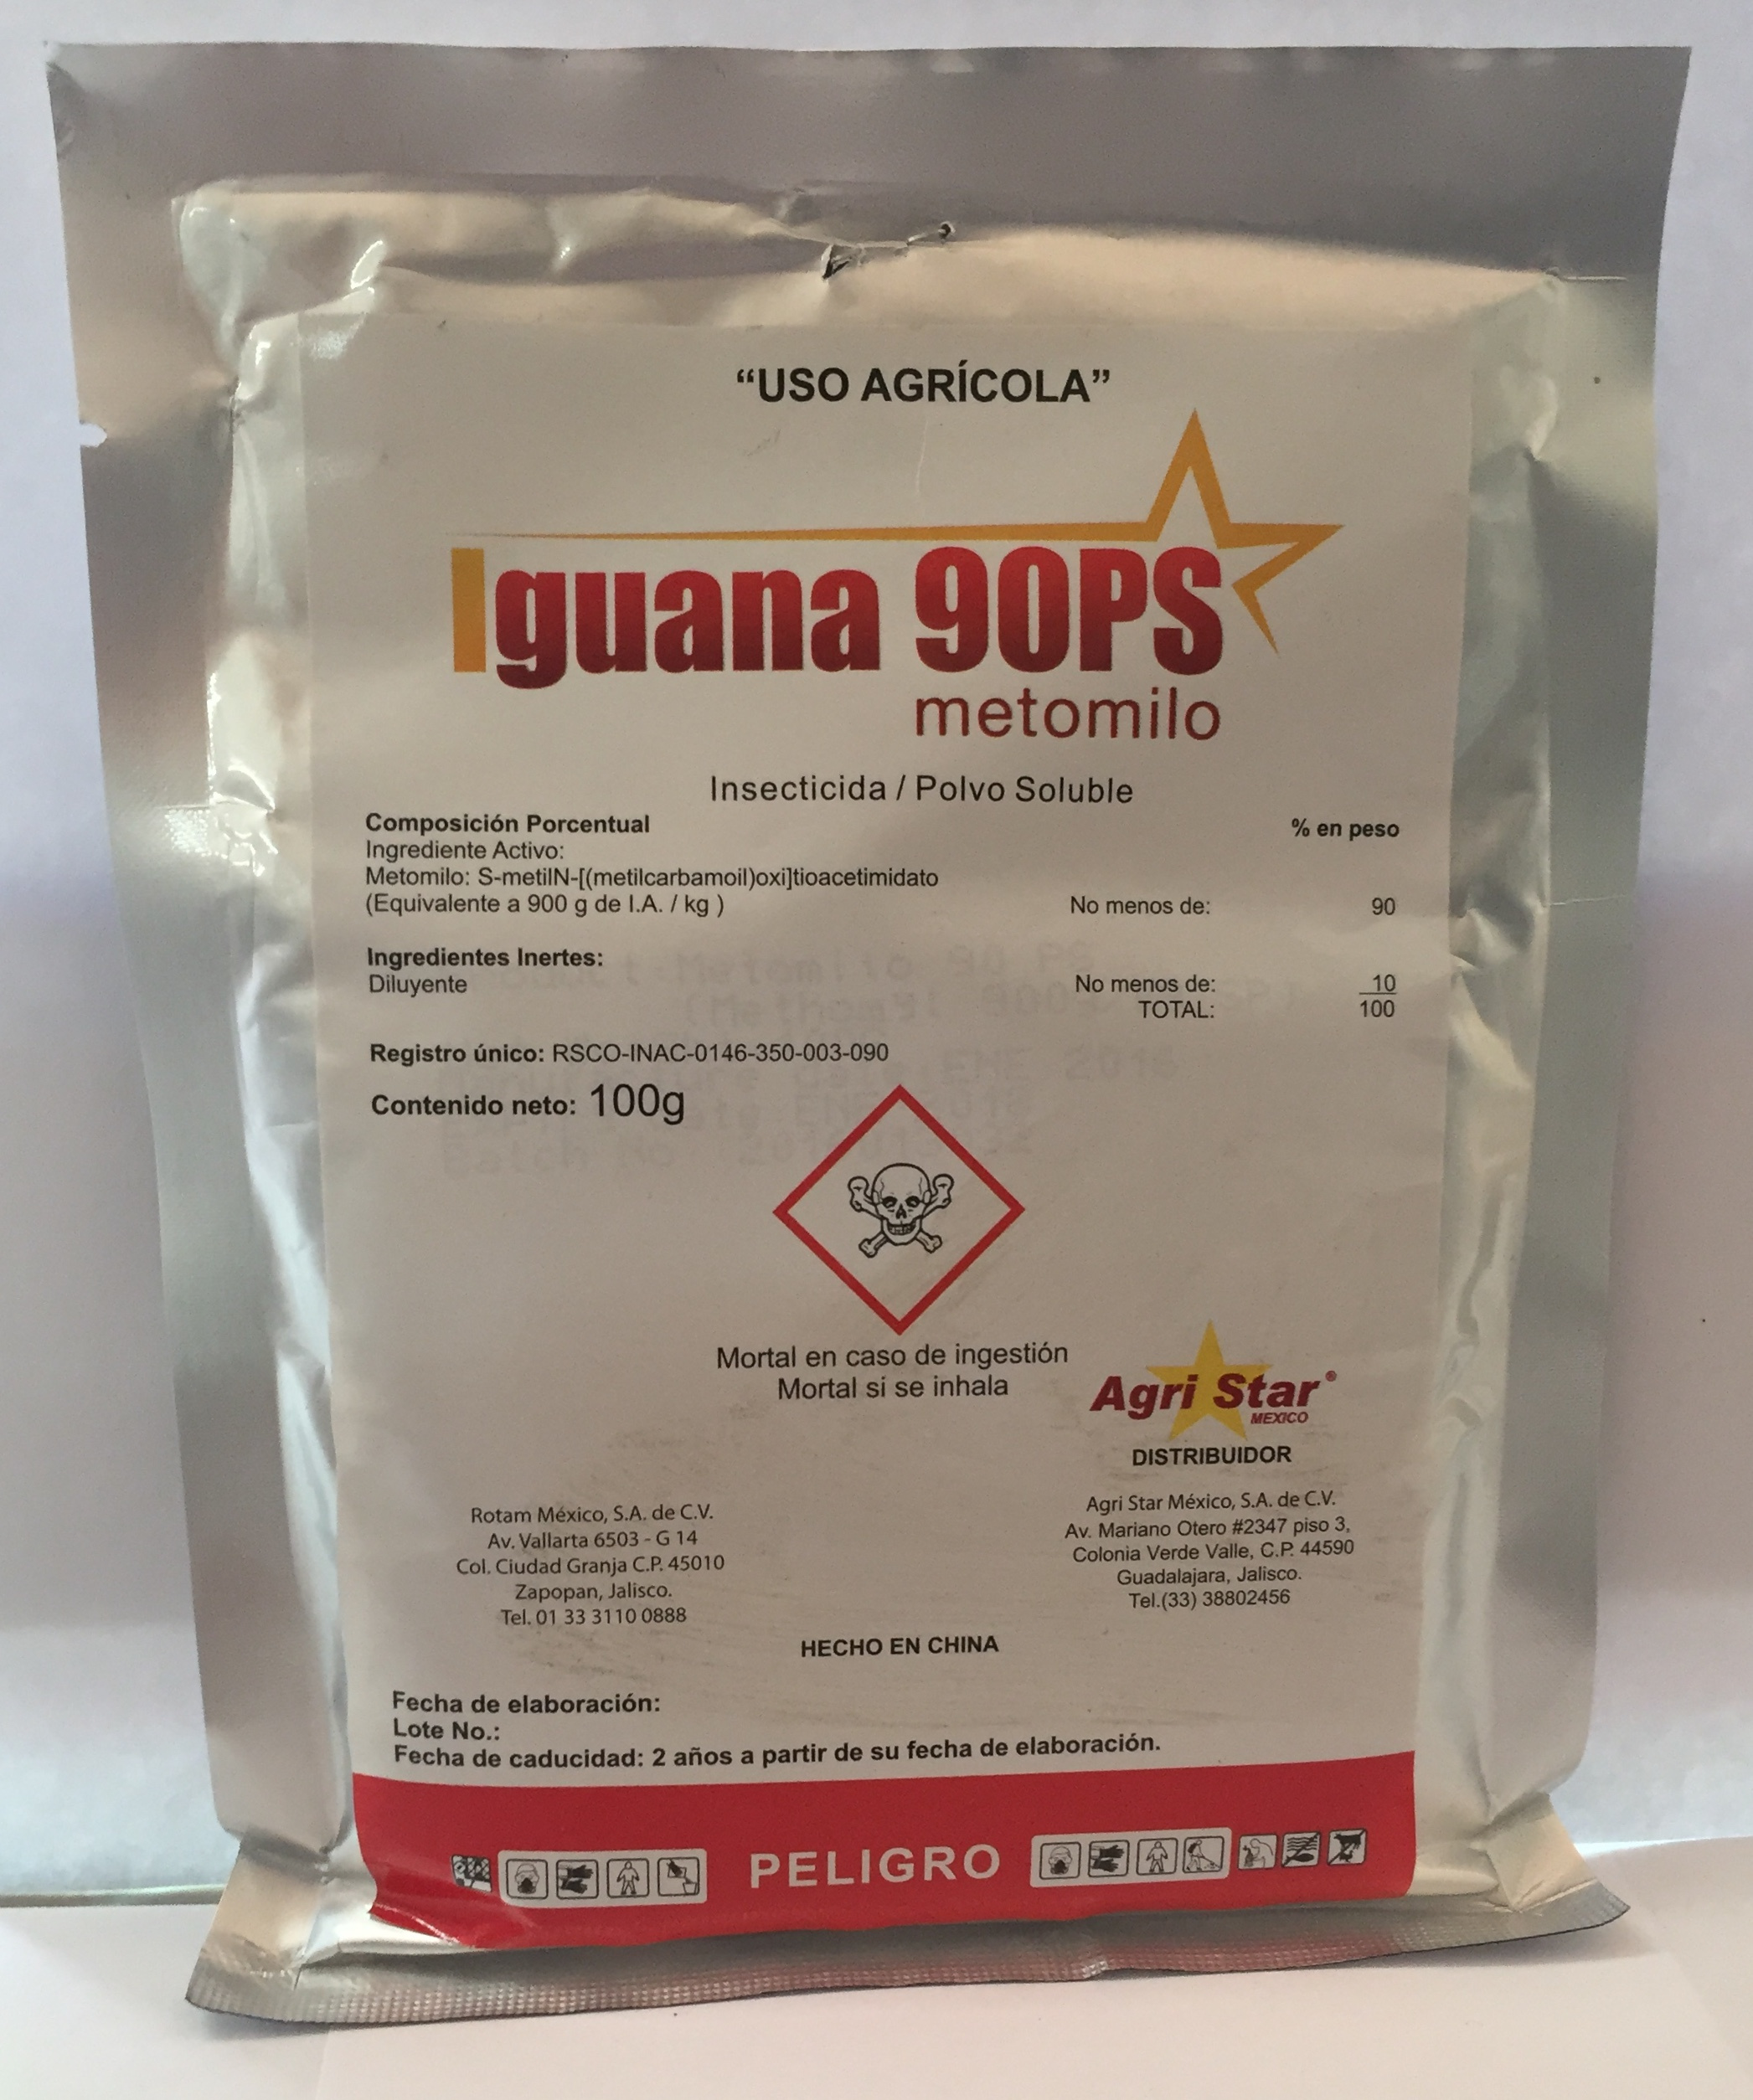 “USO AGRÍCOLA”
Iguana 90PS
metomilo
Insecticida / Polvo Soluble
Composición Porcentual
% en peso
Ingrediente Activo:
Metomilo: S-metilN-[(metilcarbamoil)oxi]tioacetimidato
(Equivalente a 900 g de I.A. / kg ) No menos de: 90
Ingredientes Inertes:
Diluyente No menos de: 10
TOTAL: 100
Registro único: RSCO-INAC-0146-350-003-090
Contenido neto: 100g
Mortal en caso de ingestión
Mortal si se inhala
Agri Star®
MEXICO
DISTRIBUIDOR
Rotam México, S.A. de C.V.
Av. Vallarta 6503 - G 14
Col. Ciudad Granja C.P. 45010
Zapopan, Jalisco.
Tel. 01 33 3110 0888
Agri Star México, S.A. de C.V.
Av. Mariano Otero #2347 piso 3,
Colonia Verde Valle, C.P. 44590
Guadalajara, Jalisco.
Tel.(33) 38802456
HECHO EN CHINA
Fecha de elaboración:
Lote No.:
Fecha de caducidad: 2 años a partir de su fecha de elaboración.
PELIGRO